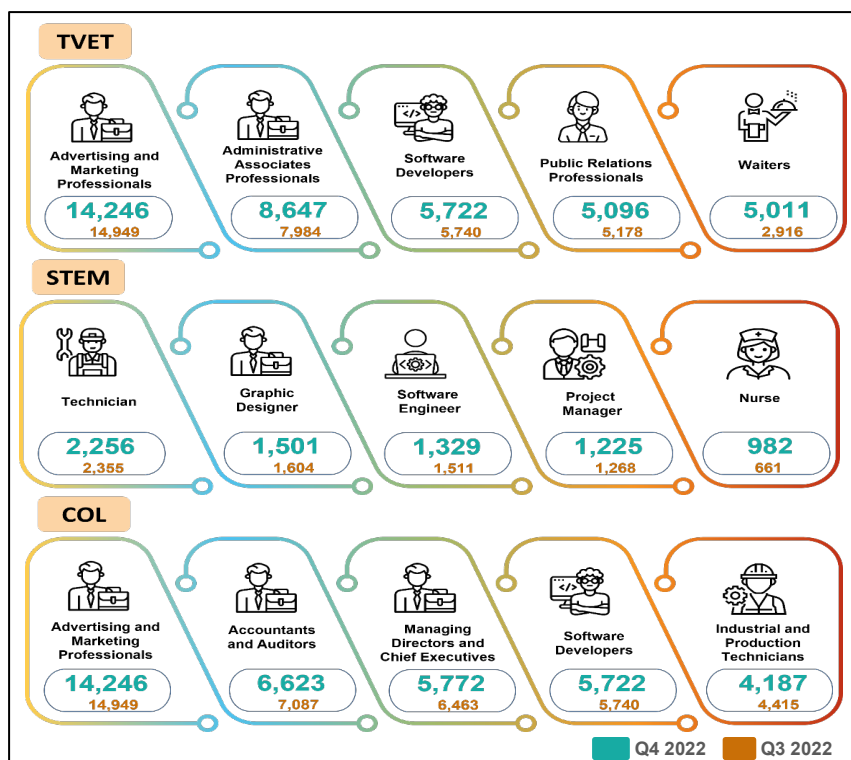 TVET
Advertising and
Marketing
Professionals
14,246
14,949
Administrative
Associates
Professionals
8,647
7,984
Software
Developers
5,722
5,740
Public Relations
Professionals
5,096
5,178
Waiters
5,011
2,916
STEM
Technician
2,256
2,355
Graphic
Designer
1,501
1,604
Software
Engineer
1,329
1,511
Project
Manager
1,225
1,268
Nurse
982
661
COL
Advertising and
Marketing
Professionals
14,246
14,949
Accountants
and Auditors
6,623
7,087
Managing
Directors and
Chief Executives
5,772
6,463
Software
Developers
5,722
5,740
Industrial and
Production
Technicians
4,187
4,415
Q4 2022
Q3 2022